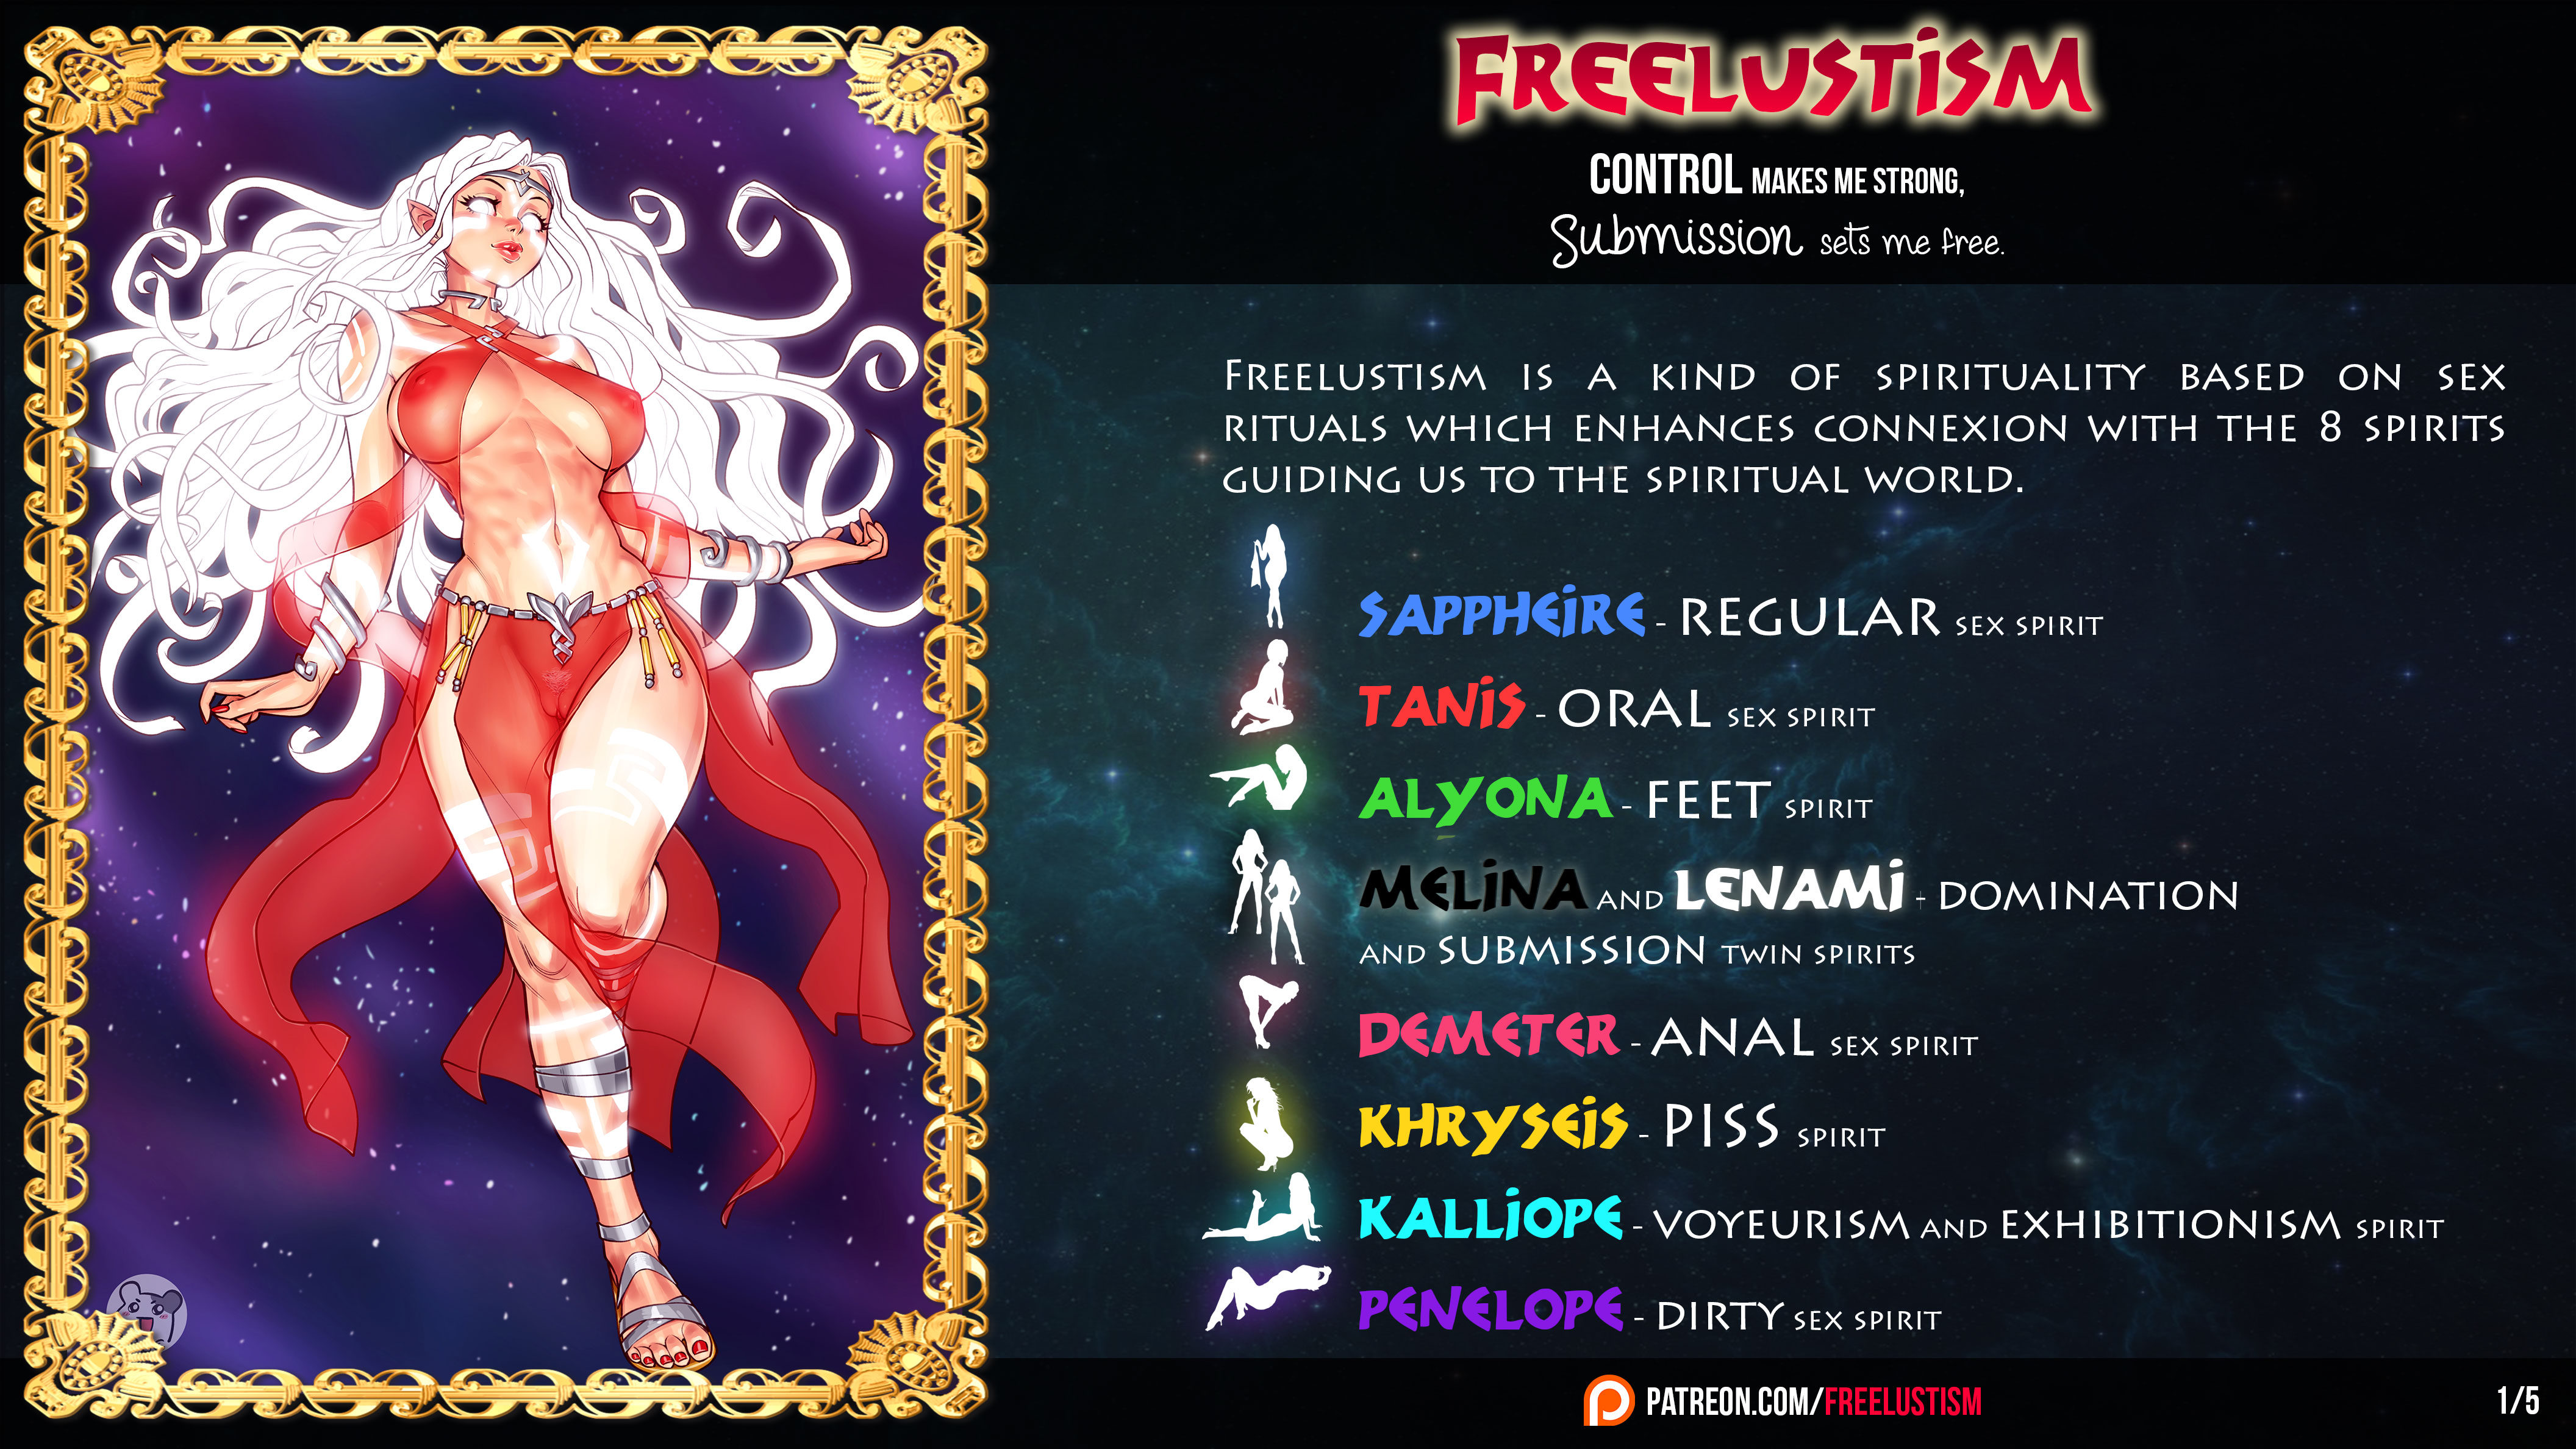 FREELUSTISM
CONTROL MAKES ME STRONG,
Submission sets me free.
FREELUSTISM IS A KIND OF SPIRITUALITY BASED ON SEX
RITUALS WHICH ENHANCES CONNEXION WITH THE 8 SPIRITS
GUIDING US TO THE SPIRITUAL WORLD.
SAPPHEIRE - REGULAR SEX SPIRIT
TANIS - ORAL SEX SPIRIT
ALYONA - FEET SPIRIT
MELINA AND LENAMI - DOMINATION
AND SUBMISSION TWIN SPIRITS
DEMETER - ANAL SEX SPIRIT
KHRYSEIS - PISS SPIRIT
KALLIOPE - VOYEURISM AND EXHIBITIONISM SPIRIT
PENELOPE - DIRTY SEX SPIRIT
PATREON.COM/FREELUSTISM
1/5